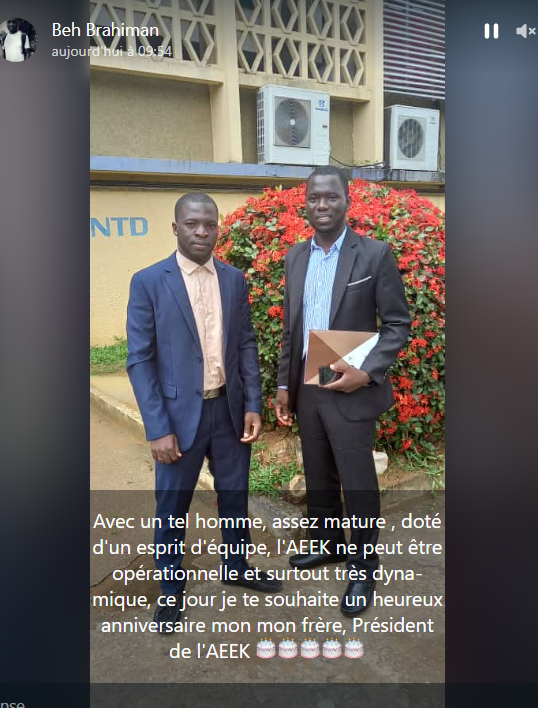 Beh Brahiman
aujourd'hui à 09:54
NTD
Avec un tel homme, assez mature , doté
d'un esprit d'équipe, l'AEEK ne peut être
opérationnelle et surtout très dyna-
mique, ce jour je te souhaite un heureux
anniversaire mon mon frère, Président
de l'AEEK 🎂🎂🎂🎂🎂
nse